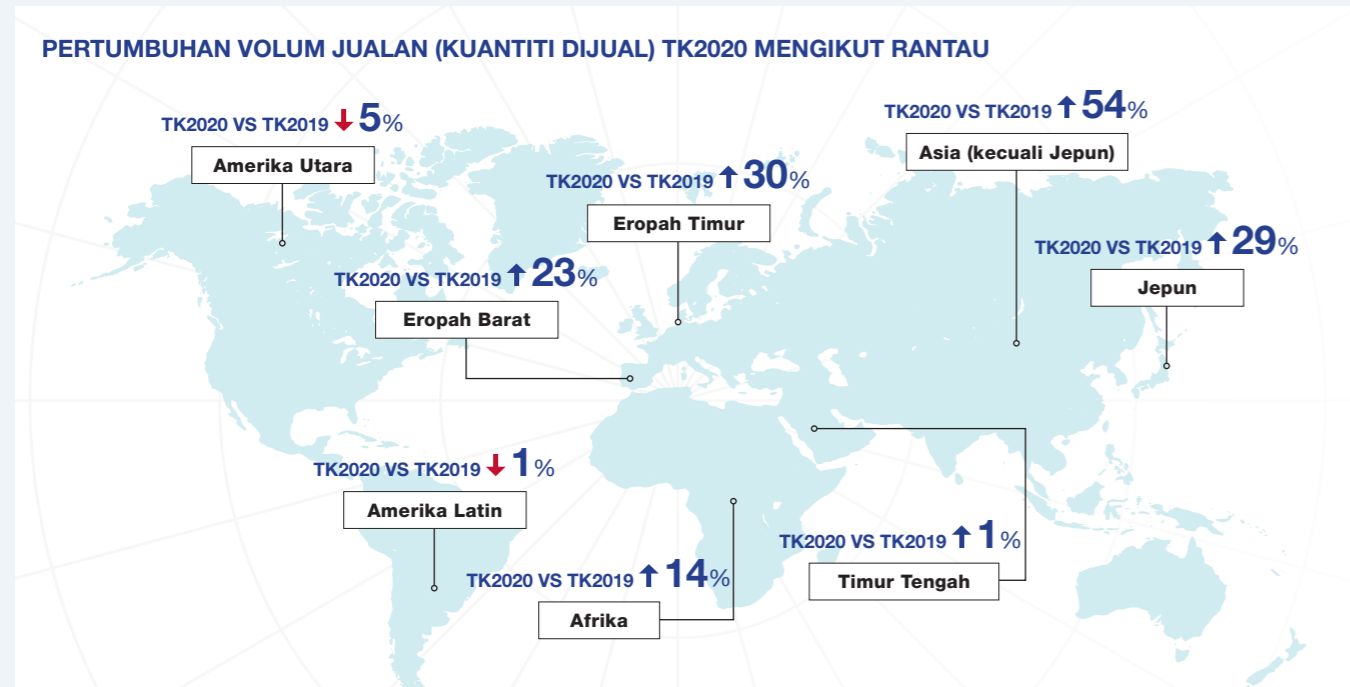 PERTUMBUHAN VOLUM JUALAN (KUANTITI DIJUAL) TK2020 MENGIKUT RANTAU
TK2020 VS TK2019 ↓ 5%
Amerika Utara
TK2020 VS TK2019 ↑ 54%
Asia (kecuali Jepun)
TK2020 VS TK2019 ↑ 30%
Eropah Timur
TK2020 VS TK2019 ↑ 29%
Jepun
TK2020 VS TK2019 ↑ 23%
Eropah Barat
TK2020 VS TK2019 ↓ 1%
Amerika Latin
TK2020 VS TK2019 ↑ 1%
Timur Tengah
TK2020 VS TK2019 ↑ 14%
Afrika